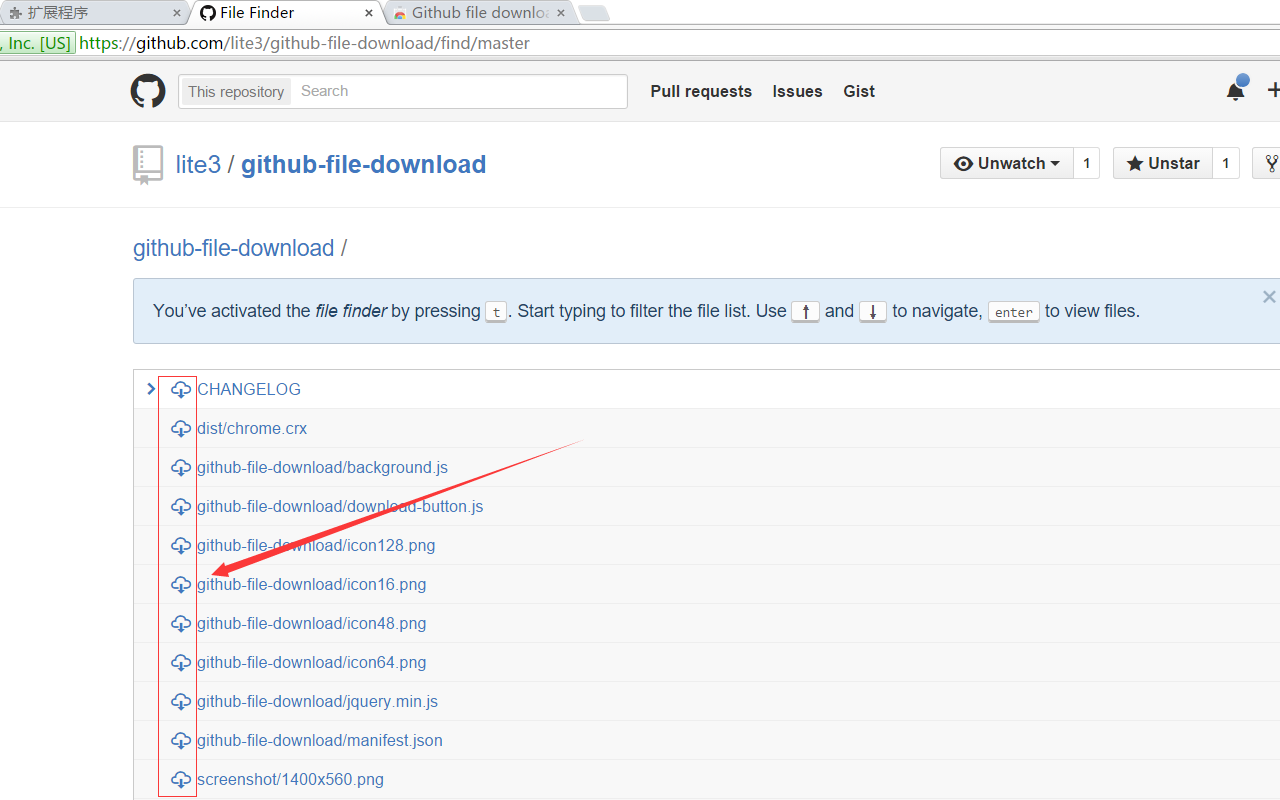 扩展程序 × File Finder × Github file downlo ×
, Inc. [US] https://github.com/lite3/github-file-download/find/master
This repository Search Pull requests Issues Gist
lite3 / github-file-download Unwatch 1 Unstar 1
github-file-download /
You’ve activated the file finder by pressing t . Start typing to filter the file list. Use ↑ and ↓ to navigate, enter to view files. ×
CHANGELOG
dist/chrome.crx
github-file-download/background.js
github-file-download/download-button.js
github-file-download/icon128.png
github-file-download/icon16.png
github-file-download/icon48.png
github-file-download/icon64.png
github-file-download/jquery.min.js
github-file-download/manifest.json
screenshot/1400x560.png